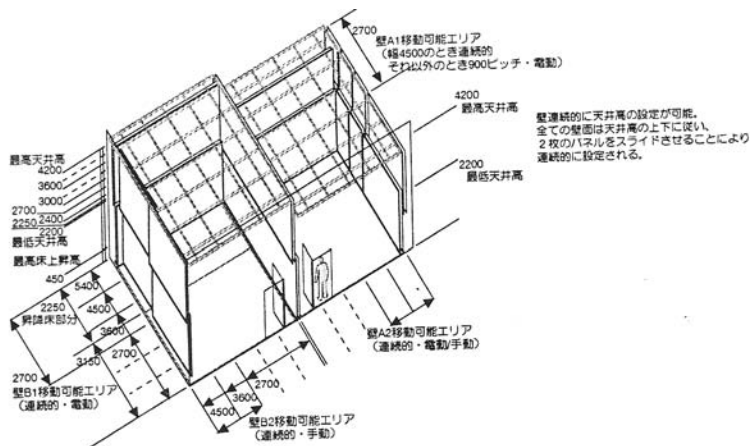 2700
壁A1移動可能エリア
（幅4500のとき連続的
それ以外のとき900ピッチ・電動）
4200
最高天井高
2200
最低天井高
壁連続的に天井高の設定が可能。
全ての壁面は天井高の上下に従い、
２枚のパネルをスライドさせることにより
連続的に設定される。
最高天井高
4200
3600
3000
2700
2400
2250
2200
最低天井高
最高床上昇高
450
2250
昇降床部分
5400
4500
3600
2700
3150
2700
壁B1移動可能エリア
（連続的・電動）
2700
3600
4500
壁B2移動可能エリア
（連続的・手動）
壁A2移動可能エリア
（連続的・電動/手動）